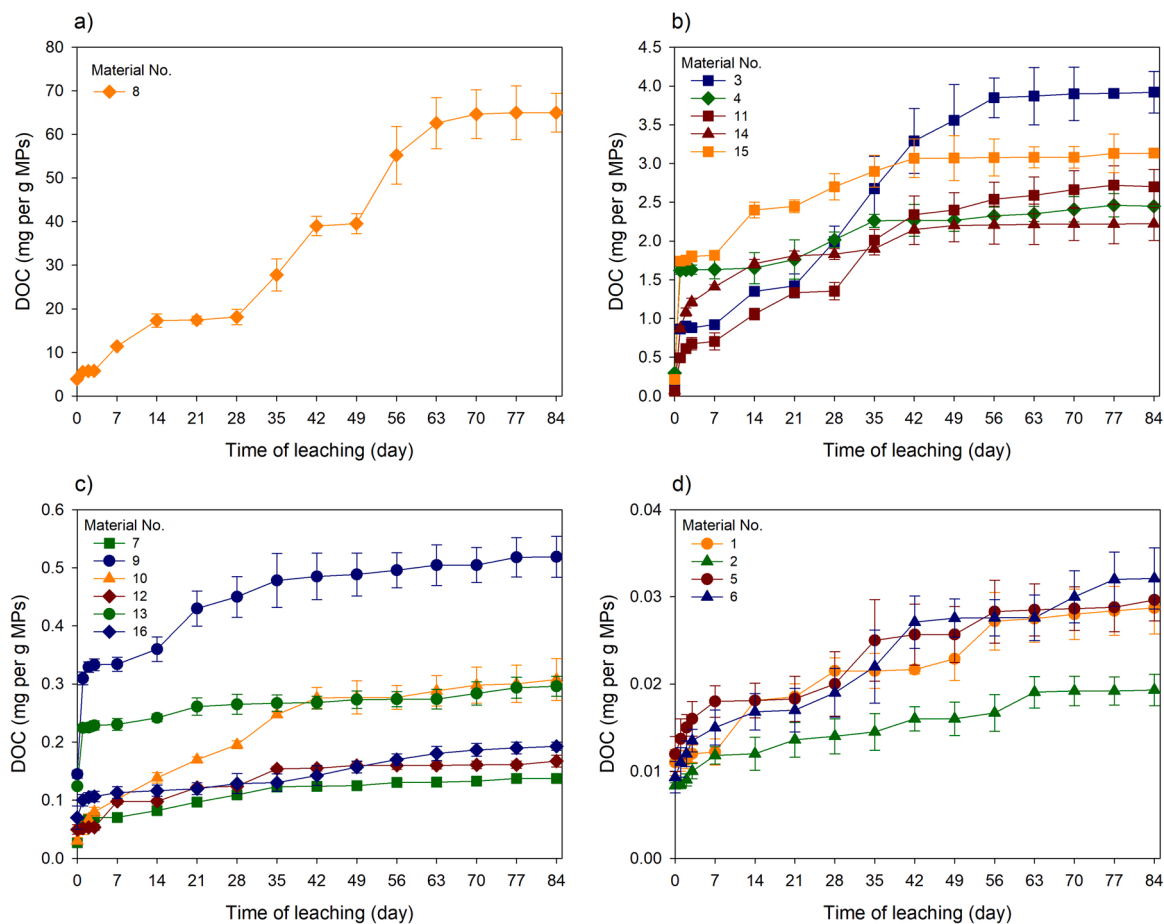 a)
80
70
60
50
40
30
20
10
0
DOC (mg per g MPs)
Material No.
8
0 7 14 21 28 35 42 49 56 63 70 77 84
Time of leaching (day)
b)
4.5
4.0
3.5
3.0
2.5
2.0
1.5
1.0
0.5
0.0
DOC (mg per g MPs)
Material No.
3
4
11
14
15
0 7 14 21 28 35 42 49 56 63 70 77 84
Time of leaching (day)
c)
0.6
0.5
0.4
0.3
0.2
0.1
0.0
DOC (mg per g MPs)
Material No.
7
9
10
12
13
16
0 7 14 21 28 35 42 49 56 63 70 77 84
Time of leaching (day)
d)
0.04
0.03
0.02
0.01
0.00
DOC (mg per g MPs)
Material No.
1
2
5
6
0 7 14 21 28 35 42 49 56 63 70 77 84
Time of leaching (day)